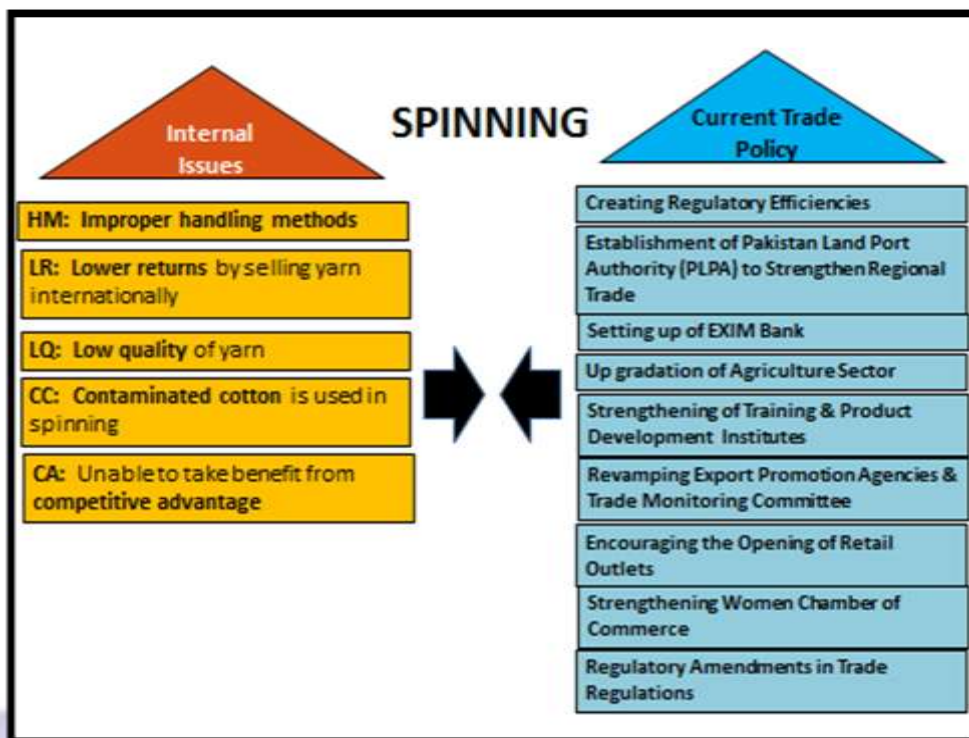 SPINNING
Internal
Issues
HM: Improper handling methods
LR: Lower returns by selling yarn
internationally
LQ: Low quality of yarn
CC: Contaminated cotton is used in
spinning
CA: Unable to take benefit from
competitive advantage
Current Trade
Policy
Creating Regulatory Efficiencies
Establishment of Pakistan Land Port
Authority (PLPA) to Strengthen Regional
Trade
Setting up of EXIM Bank
Up gradation of Agriculture Sector
Strengthening of Training & Product
Development Institutes
Revamping Export Promotion Agencies &
Trade Monitoring Committee
Encouraging the Opening of Retail
Outlets
Strengthening Women Chamber of
Commerce
Regulatory Amendments in Trade
Regulations